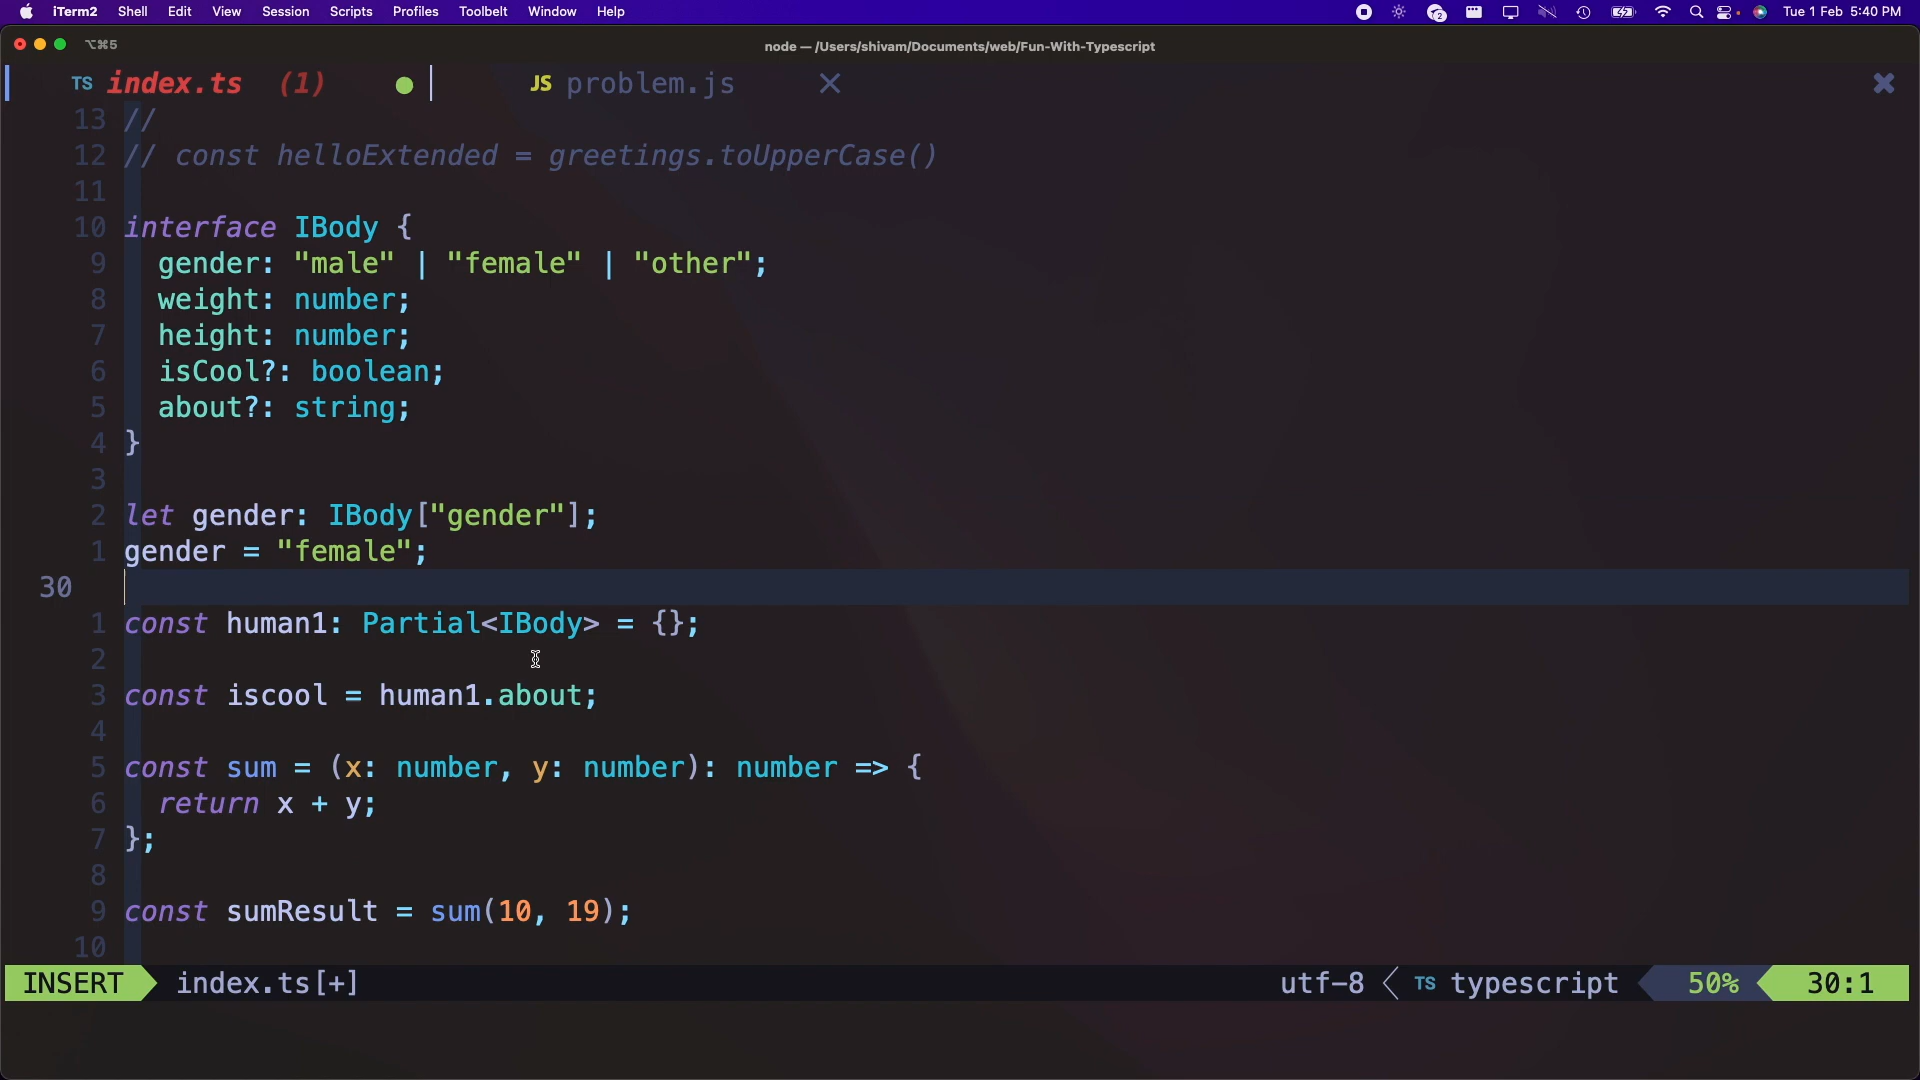 iTerm2 Shell Edit View Session Scripts Profiles Toolbelt Window Help 2 Tue 1 Feb 5:40 PM
⌥⌘5 node — /Users/shivam/Documents/web/Fun-With-Typescript
TS index.ts (1) JS problem.js
13 //
12 // const helloExtended = greetings.toUpperCase()
11
10 interface IBody {
9 gender: "male" | "female" | "other";
8 weight: number;
7 height: number;
6 isCool?: boolean;
5 about?: string;
4 }
3
2 let gender: IBody["gender"];
1 gender = "female";
30
1 const human1: Partial<IBody> = {};
2
3 const iscool = human1.about;
4
5 const sum = (x: number, y: number): number => {
6 return x + y;
7 };
8
9 const sumResult = sum(10, 19);
10
INSERT index.ts[+] utf-8 TS typescript 50% 30:1